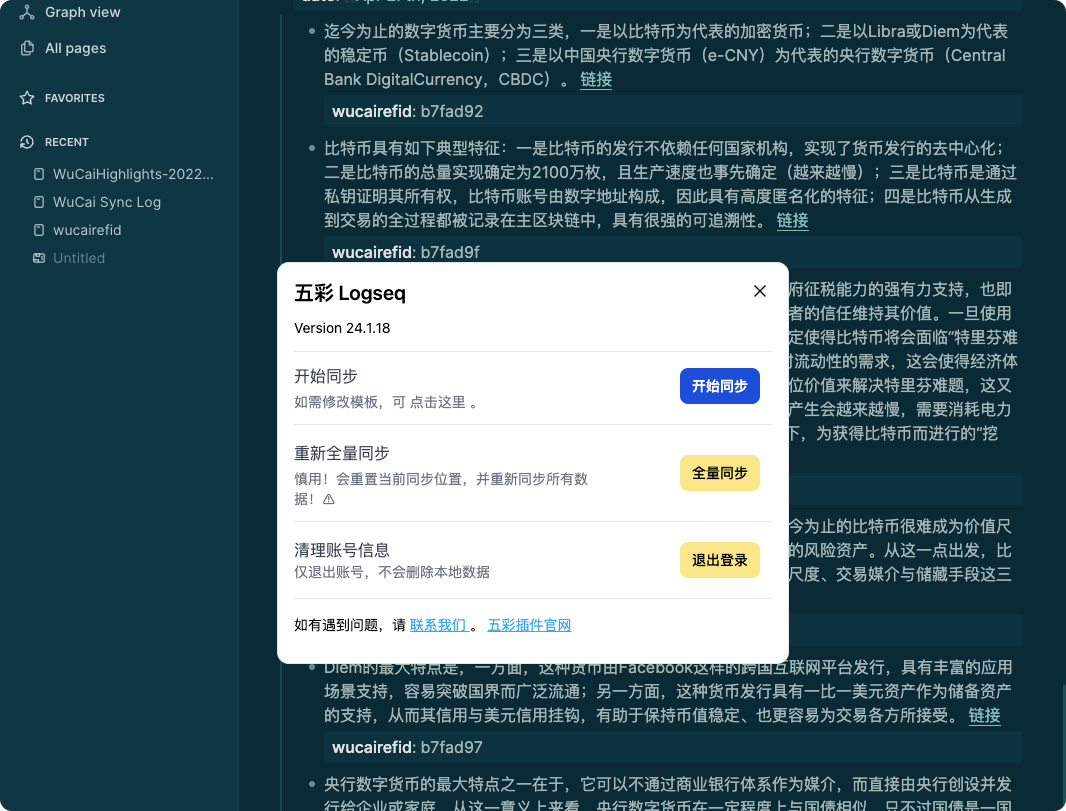 Graph view
All pages
FAVORITES
RECENT
WuCaiHighlights-2022...
WuCai Sync Log
wucairefid
Untitled
迄今为止的数字货币主要分为三类，一是以比特币为代表的加密货币；二是以Libra或Diem为代表
的稳定币（Stablecoin）；三是以中国央行数字货币（e-CNY）为代表的央行数字货币（Central
Bank DigitalCurrency，CBDC）。 链接
wucairefid: b7fad92
比特币具有如下典型特征：一是比特币的发行不依赖任何国家机构，实现了货币发行的去中心化；
二是比特币的总量实现确定为2100万枚，且生产速度也事先确定（越来越慢）；三是比特币是通过
私钥证明其所有权，比特币账号由数字地址构成，因此具有高度匿名化的特征；四是比特币从生成
到交易的全过程都被记录在主区块链中，具有很强的可追溯性。 链接
wucairefid: b7fad9f
府征税能力的强有力支持，也即
者的信任维持其价值。一旦使用
定使得比特币将会面临“特里芬难
流动性的需求，这会使得经济体
位价值来解决特里芬难题，这又
产生会越来越慢，需要消耗电力
下，为获得比特币而进行的“挖
今为止的比特币很难成为价值尺
的风险资产。从这一点出发，比
尺度、交易媒介与储藏手段这三
五彩 Logseq
Version 24.1.18
开始同步
如需修改模板，可 点击这里 。
开始同步
重新全量同步
慎用！会重置当前同步位置，并重新同步所有数
据！⚠
全量同步
清理账号信息
仅退出账号，不会删除本地数据
退出登录
如有遇到问题，请 联系我们 。 五彩插件官网
Diem的最大特点是，一方面，这种货币由Facebook这样的跨国互联网平台发行，具有丰富的应用
场景支持，容易突破国界而广泛流通；另一方面，这种货币发行具有一比一美元资产作为储备资产
的支持，从而其信用与美元信用挂钩，有助于保持币值稳定、也更容易为交易各方所接受。 链接
wucairefid: b7fad97
央行数字货币的最大特点之一在于，它可以不通过商业银行体系作为媒介，而直接由央行创设并发
行给企业或家庭。从这一意义上来看，央行数字货币在一定程度上与国债相似，只不过国债是一国